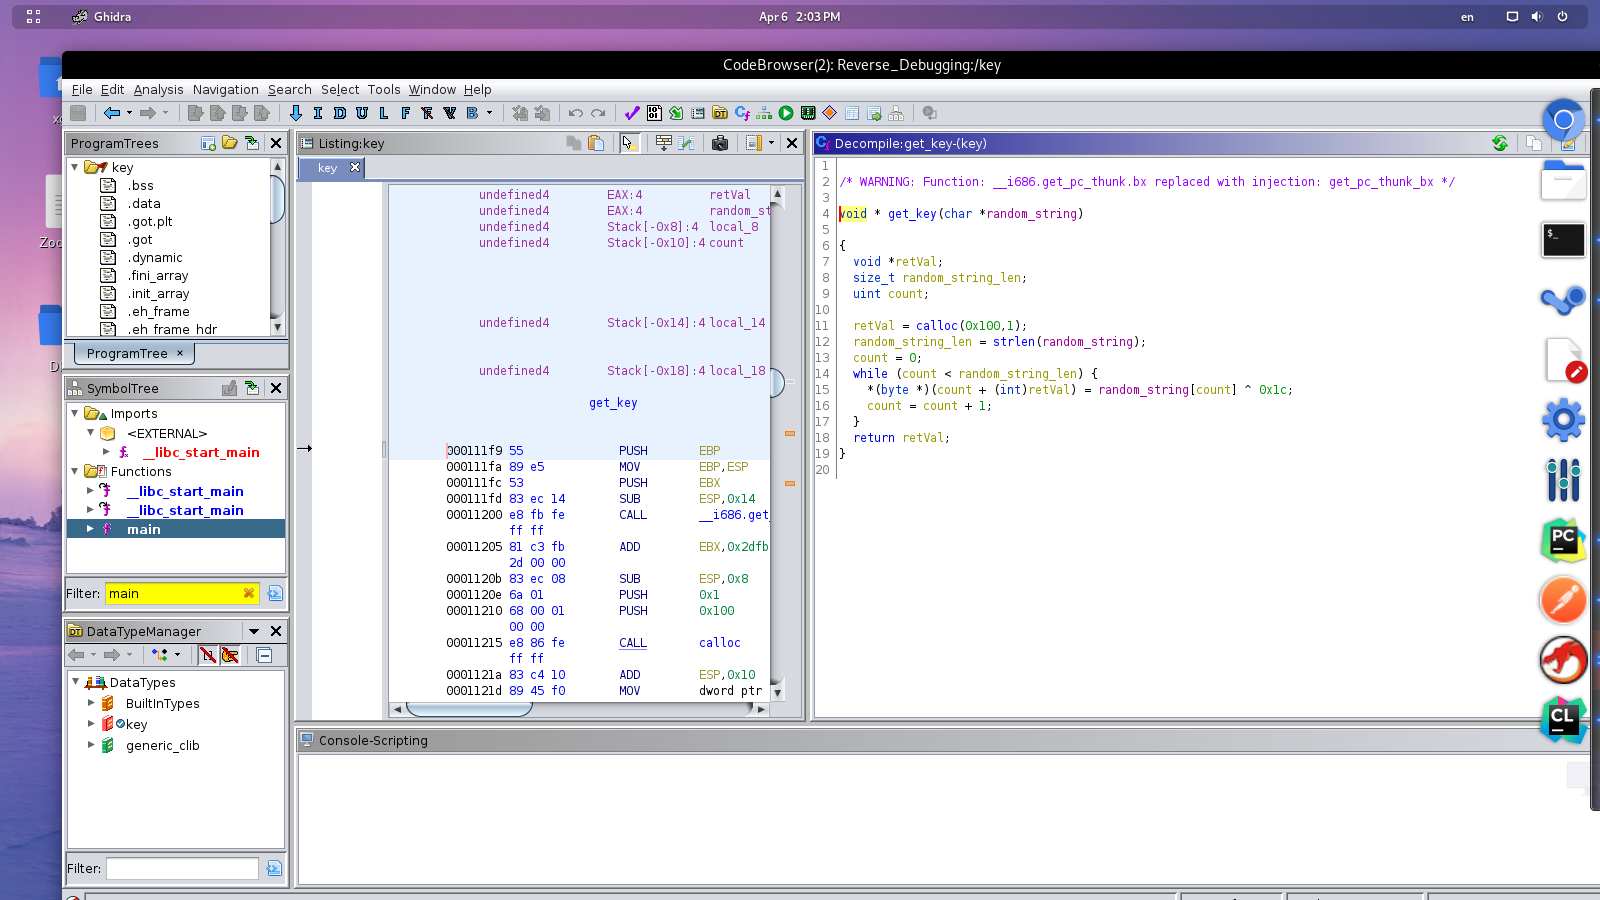 Ghidra
Apr 6 2:03 PM
en
CodeBrowser(2): Reverse_Debugging:/key
File Edit Analysis Navigation Search Select Tools Window Help
I D U L F B
ProgramTrees
key
.bss
.data
.got.plt
.got
.dynamic
.fini_array
.init_array
.eh_frame
.eh_frame_hdr
ProgramTree ×
SymbolTree
Imports
<EXTERNAL>
__libc_start_main
Functions
__libc_start_main
__libc_start_main
main
Filter: main
DataTypeManager
DataTypes
BuiltInTypes
key
generic_clib
Filter:
Listing:key
key
undefined4 EAX:4 retVal
undefined4 EAX:4 random_st
undefined4 Stack[-0x8]:4 local_8
undefined4 Stack[-0x10]:4 count
undefined4 Stack[-0x14]:4 local_14
undefined4 Stack[-0x18]:4 local_18
get_key
000111f9 55 PUSH EBP
000111fa 89 e5 MOV EBP,ESP
000111fc 53 PUSH EBX
000111fd 83 ec 14 SUB ESP,0x14
00011200 e8 fb fe CALL __i686.get_
ff ff
00011205 81 c3 fb ADD EBX,0x2dfb
2d 00 00
0001120b 83 ec 08 SUB ESP,0x8
0001120e 6a 01 PUSH 0x1
00011210 68 00 01 PUSH 0x100
00 00
00011215 e8 86 fe CALL calloc
ff ff
0001121a 83 c4 10 ADD ESP,0x10
0001121d 89 45 f0 MOV dword ptr
Decompile:get_key-(key)
1
2 /* WARNING: Function: __i686.get_pc_thunk.bx replaced with injection: get_pc_thunk_bx */
3
4 void * get_key(char *random_string)
5
6 {
7 void *retVal;
8 size_t random_string_len;
9 uint count;
10
11 retVal = calloc(0x100,1);
12 random_string_len = strlen(random_string);
13 count = 0;
14 while (count < random_string_len) {
15 *(byte *)(count + (int)retVal) = random_string[count] ^ 0x1c;
16 count = count + 1;
17 }
18 return retVal;
19 }
20
Console-Scripting
$_
PC
CL